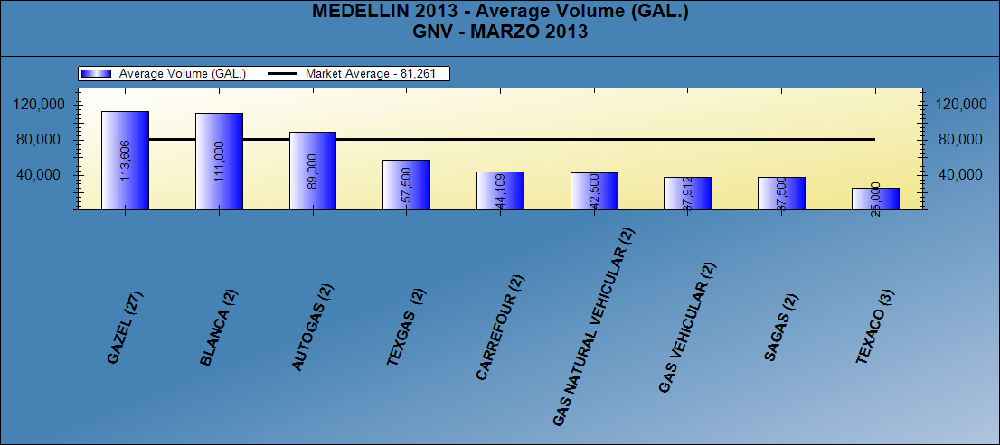 MEDELLIN 2013 - Average Volume (GAL.)
GNV - MARZO 2013
Average Volume (GAL.)
Market Average - 81,261
120,000
80,000
40,000
120,000
80,000
40,000
113,606
111,000
89,000
57,500
44,109
42,500
37,912
37,500
25,000
GAZEL (27)
BLANCA (2)
AUTOGAS (2)
TEXGAS (2)
CARREFOUR (2)
GAS NATURAL VEHICULAR (2)
GAS VEHICULAR (2)
SAGAS (2)
TEXACO (3)